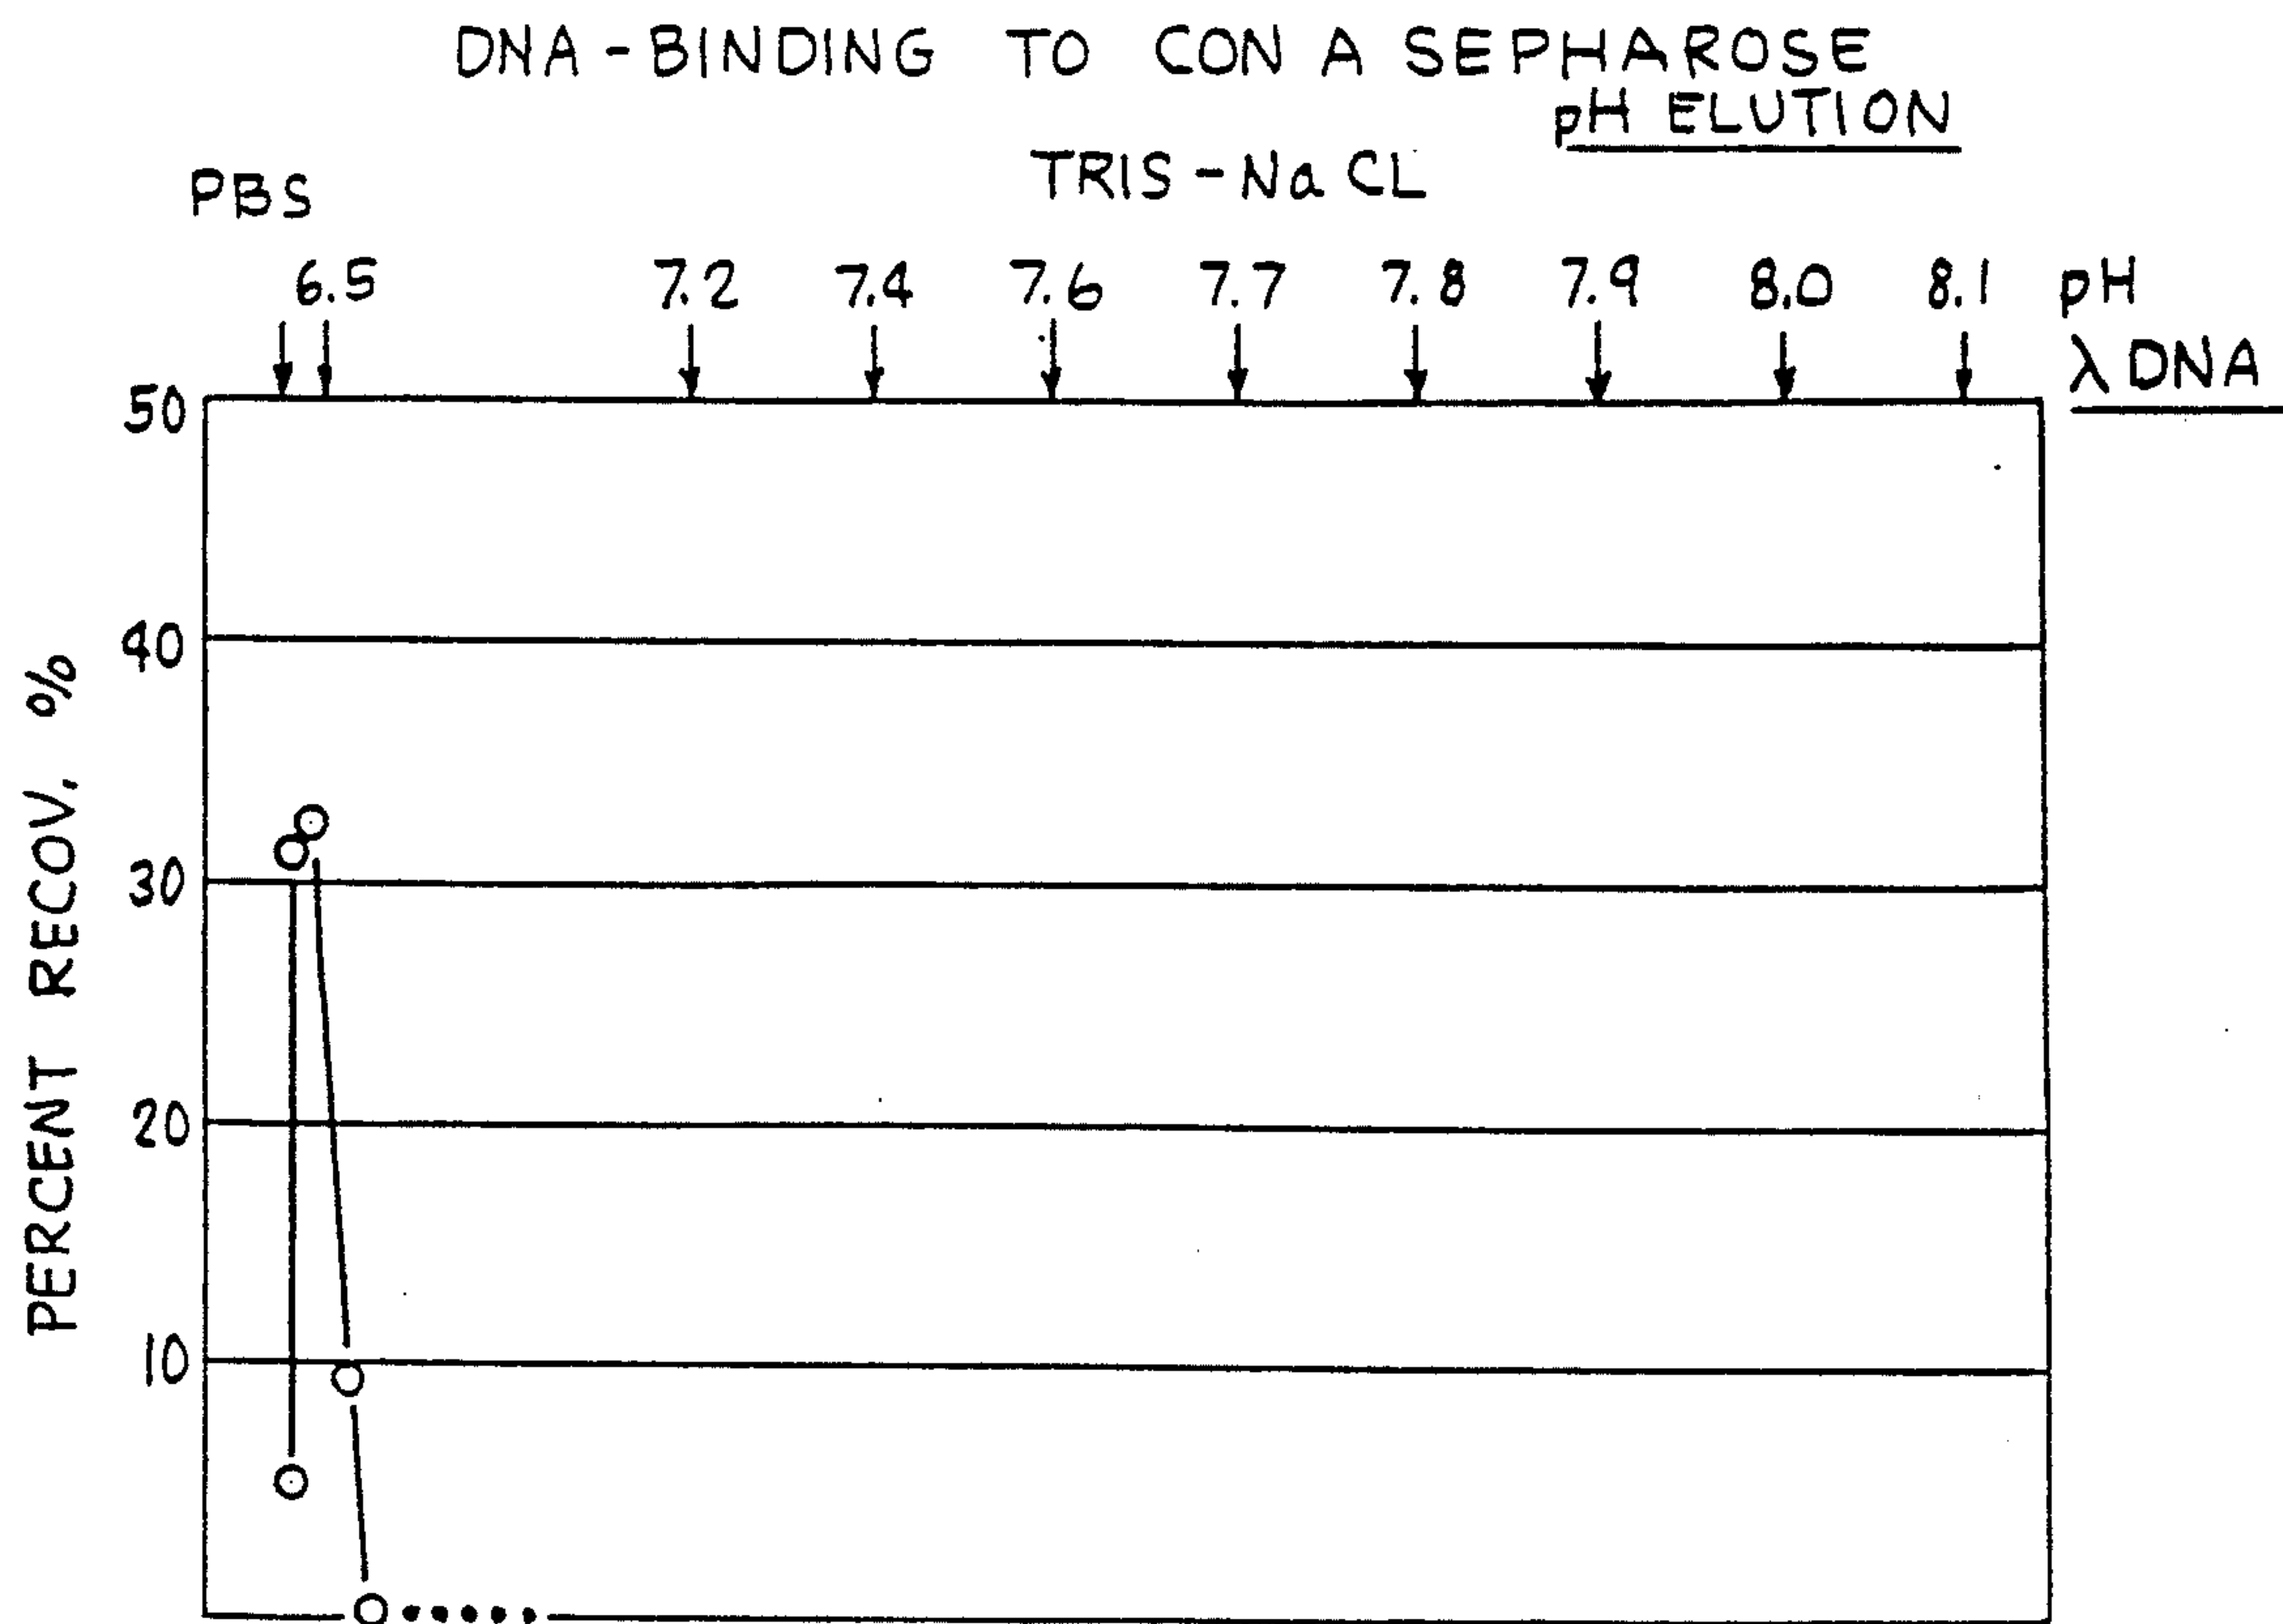 DNA-BINDING TO CON A SEPHAROSE
pH ELUTION
TRIS-NaCL
PBS
6.5 7.2 7.4 7.6 7.7 7.8 7.9 8.0 8.1 pH
λ DNA
50
40
30
20
10
PERCENT RECOV. %